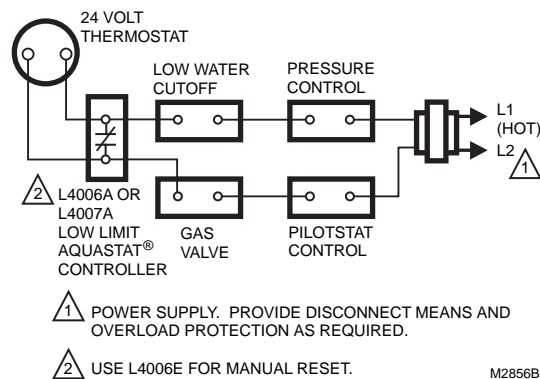 24 VOLT
THERMOSTAT
LOW WATER
CUTOFF
PRESSURE
CONTROL
L1
(HOT)
L2
1
2
L4006A OR
L4007A
LOW LIMIT
AQUASTAT®
CONTROLLER
GAS
VALVE
PILOTSTAT
CONTROL
1 POWER SUPPLY. PROVIDE DISCONNECT MEANS AND
OVERLOAD PROTECTION AS REQUIRED.
2 USE L4006E FOR MANUAL RESET.
M2856B